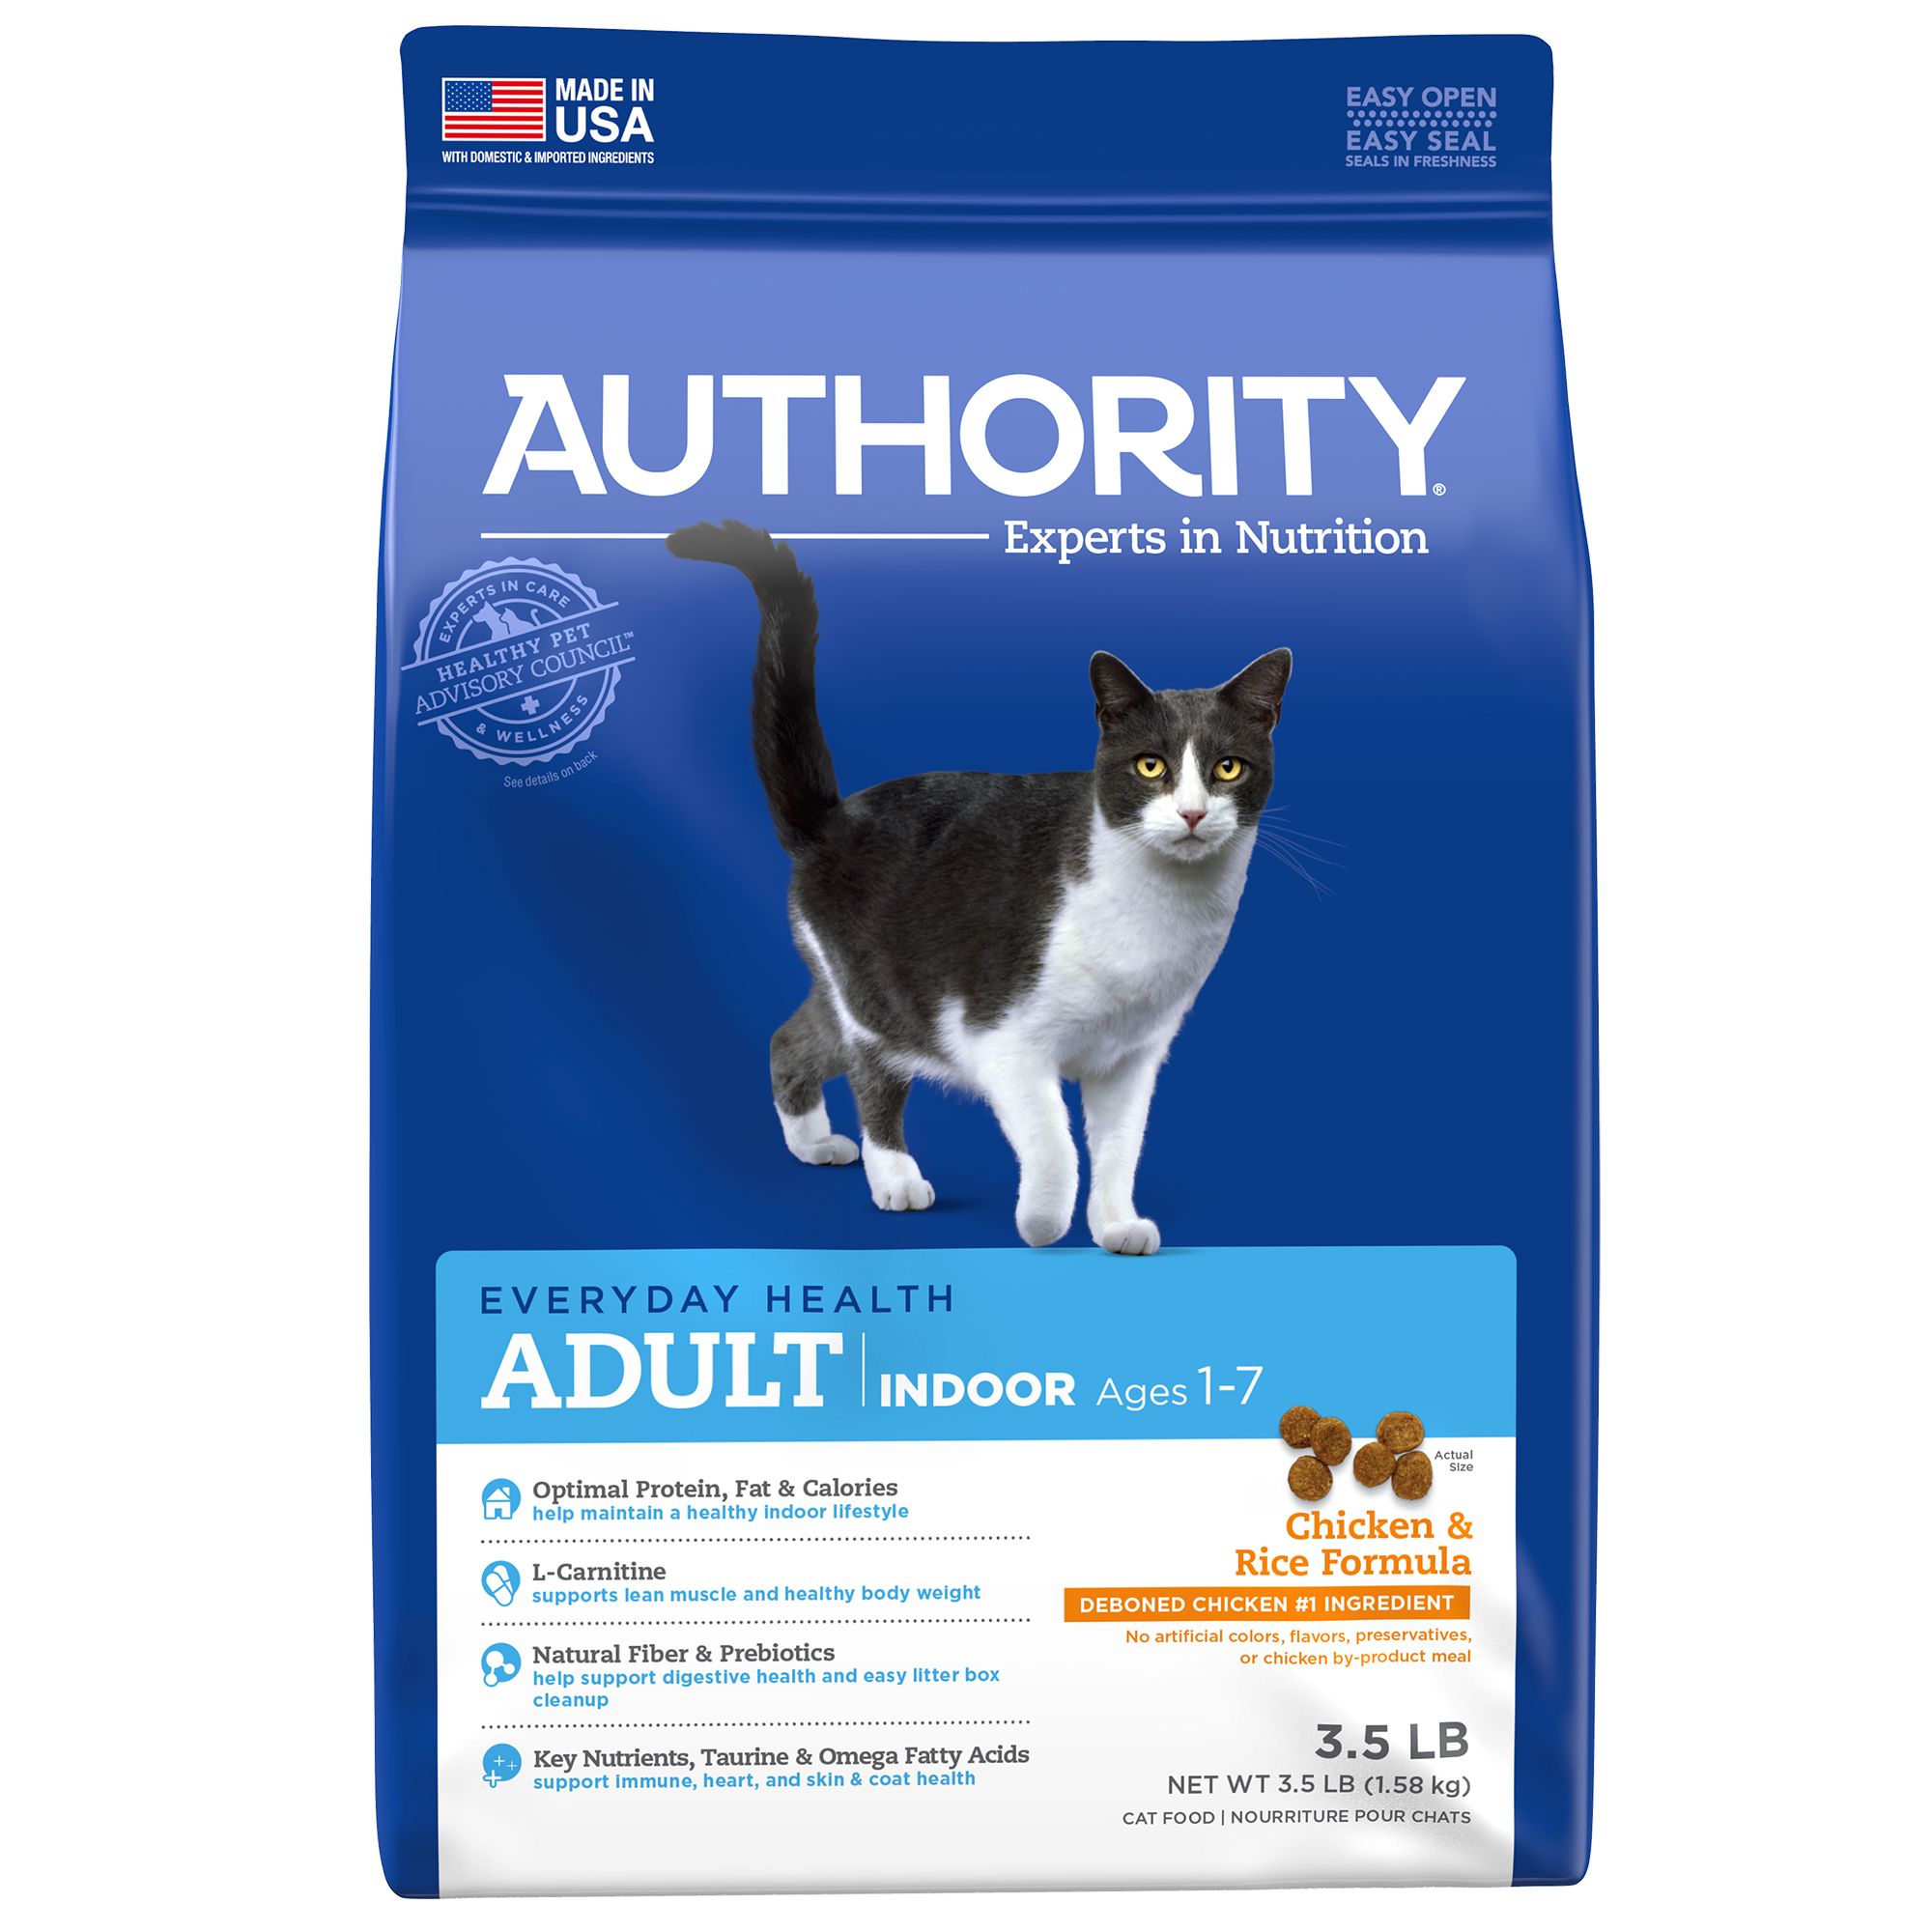 MADE IN
USA
WITH DOMESTIC & IMPORTED INGREDIENTS
EASY OPEN
EASY SEAL
SEALS IN FRESHNESS
AUTHORITY®
Experts in Nutrition
EXPERTS IN CARE
HEALTHY PET
ADVISORY COUNCIL™
& WELLNESS
See details on back
EVERYDAY HEALTH
ADULT | INDOOR Ages 1-7
Optimal Protein, Fat & Calories
help maintain a healthy indoor lifestyle
L-Carnitine
supports lean muscle and healthy body weight
Natural Fiber & Prebiotics
help support digestive health and easy litter box
cleanup
Key Nutrients, Taurine & Omega Fatty Acids
support immune, heart, and skin & coat health
Actual
Size
Chicken &
Rice Formula
DEBONED CHICKEN #1 INGREDIENT
No artificial colors, flavors, preservatives,
or chicken by-product meal
3.5 LB
NET WT 3.5 LB (1.58 kg)
CAT FOOD | NOURRITURE POUR CHATS